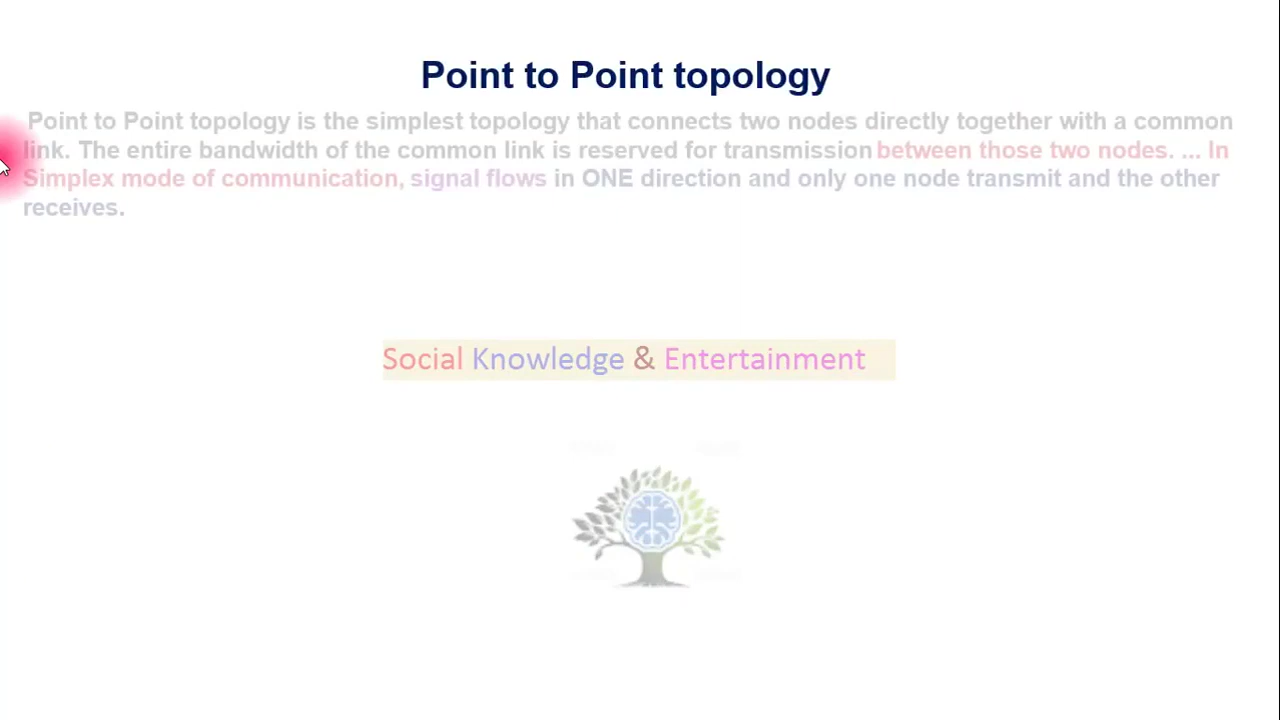 Point to Point topology
Point to Point topology is the simplest topology that connects two nodes directly together with a common
link. The entire bandwidth of the common link is reserved for transmission between those two nodes. ... In
Simplex mode of communication, signal flows in ONE direction and only one node transmit and the other
receives.
Social Knowledge & Entertainment